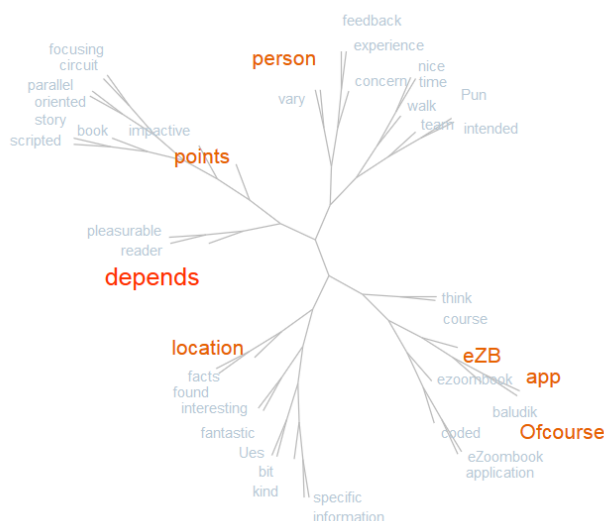 feedback
focusing
experience
person
circuit
nice
parallel
time
concern
vary
Pun
oriented
walk
story
book
impactive
team
intended
scripted
points
pleasurable
reader
depends
think
course
location
eZB
facts
ezoombook
app
found
interesting
baludik
fantastic
coded
Ofcourse
Ues
eZoombook
bit
application
kind
specific
information